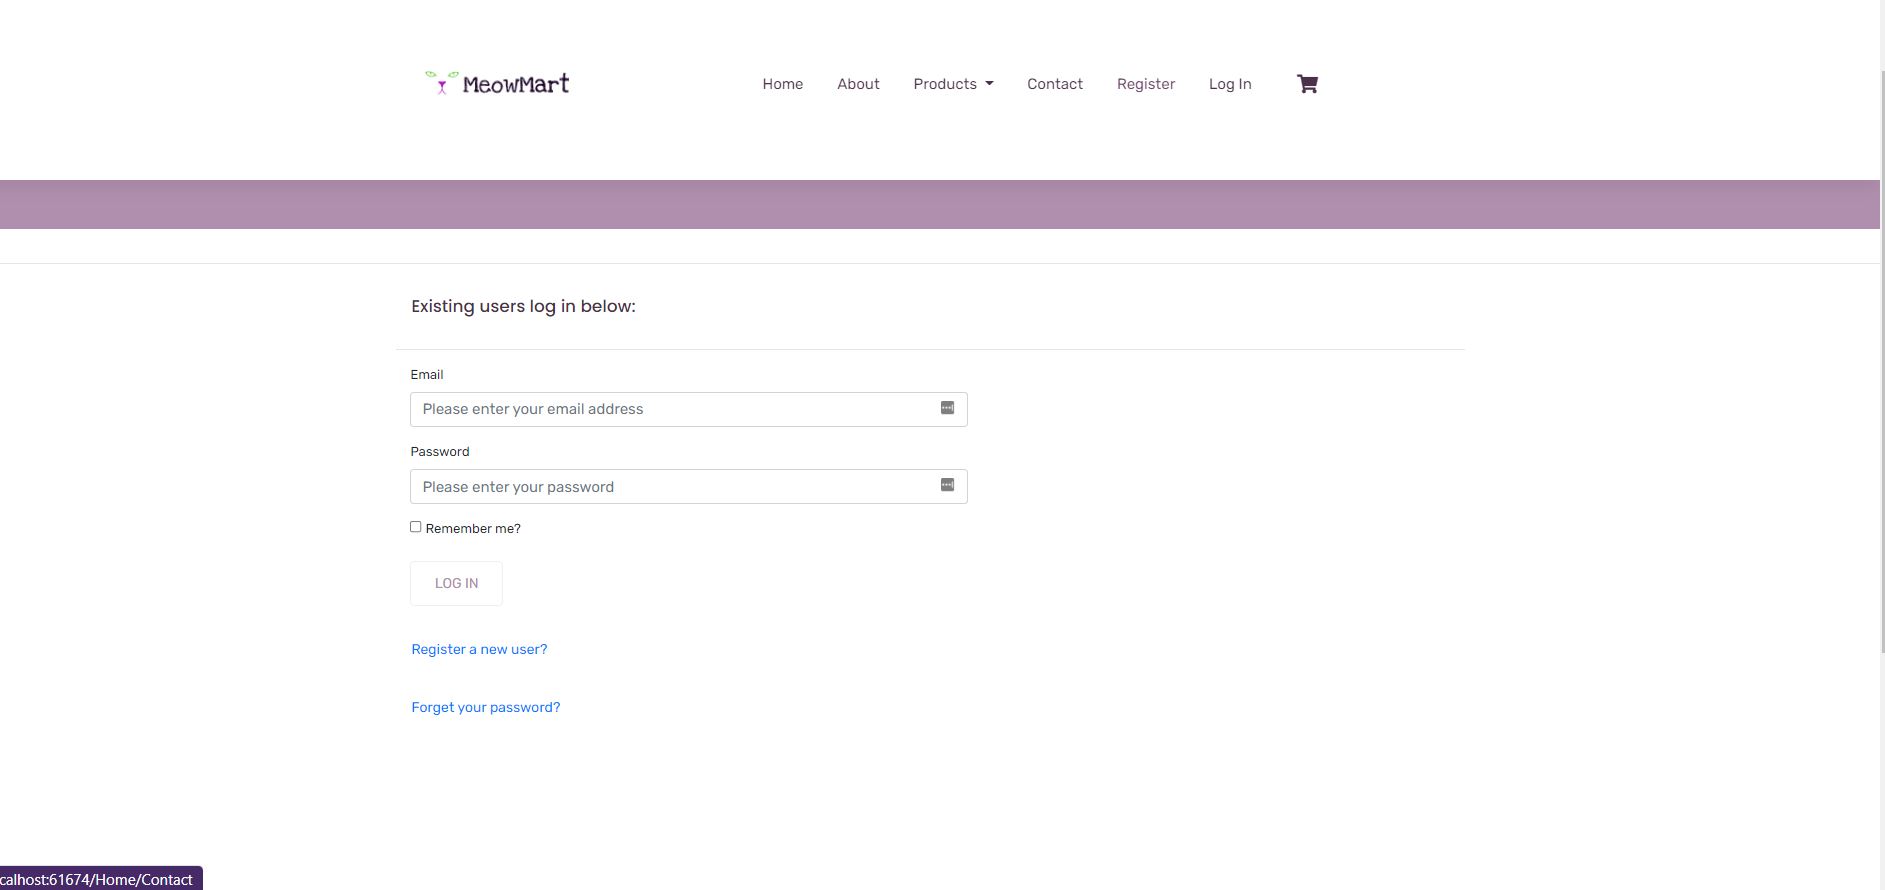 MeowMart Home About Products Contact Register Log In
Existing users log in below:
Email
Please enter your email address
Password
Please enter your password
Remember me?
LOG IN
Register a new user?
Forget your password?
calhost:61674/Home/Contact